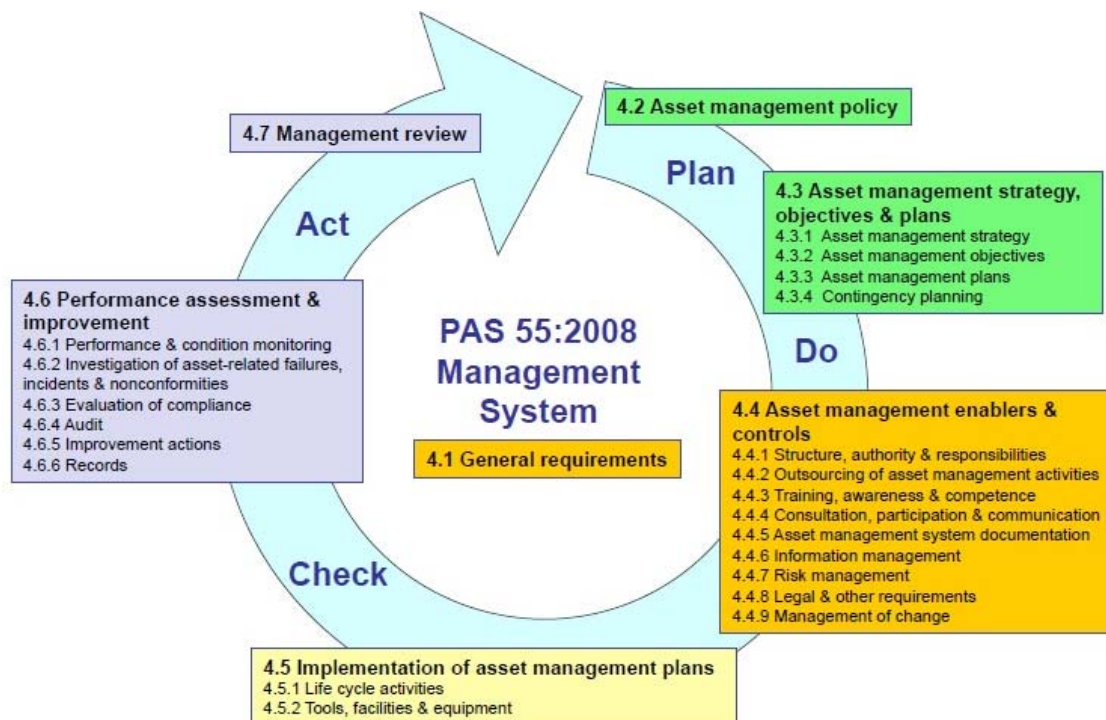 4.2 Asset management policy
4.7 Management review
Plan
4.3 Asset management strategy,
objectives & plans
4.3.1 Asset management strategy
4.3.2 Asset management objectives
4.3.3 Asset management plans
4.3.4 Contingency planning
Act
4.6 Performance assessment &
improvement
4.6.1 Performance & condition monitoring
4.6.2 Investigation of asset-related failures,
incidents & nonconformities
4.6.3 Evaluation of compliance
4.6.4 Audit
4.6.5 Improvement actions
4.6.6 Records
PAS 55:2008
Management
System
4.1 General requirements
Do
4.4 Asset management enablers &
controls
4.4.1 Structure, authority & responsibilities
4.4.2 Outsourcing of asset management activities
4.4.3 Training, awareness & competence
4.4.4 Consultation, participation & communication
4.4.5 Asset management system documentation
4.4.6 Information management
4.4.7 Risk management
4.4.8 Legal & other requirements
4.4.9 Management of change
Check
4.5 Implementation of asset management plans
4.5.1 Life cycle activities
4.5.2 Tools, facilities & equipment